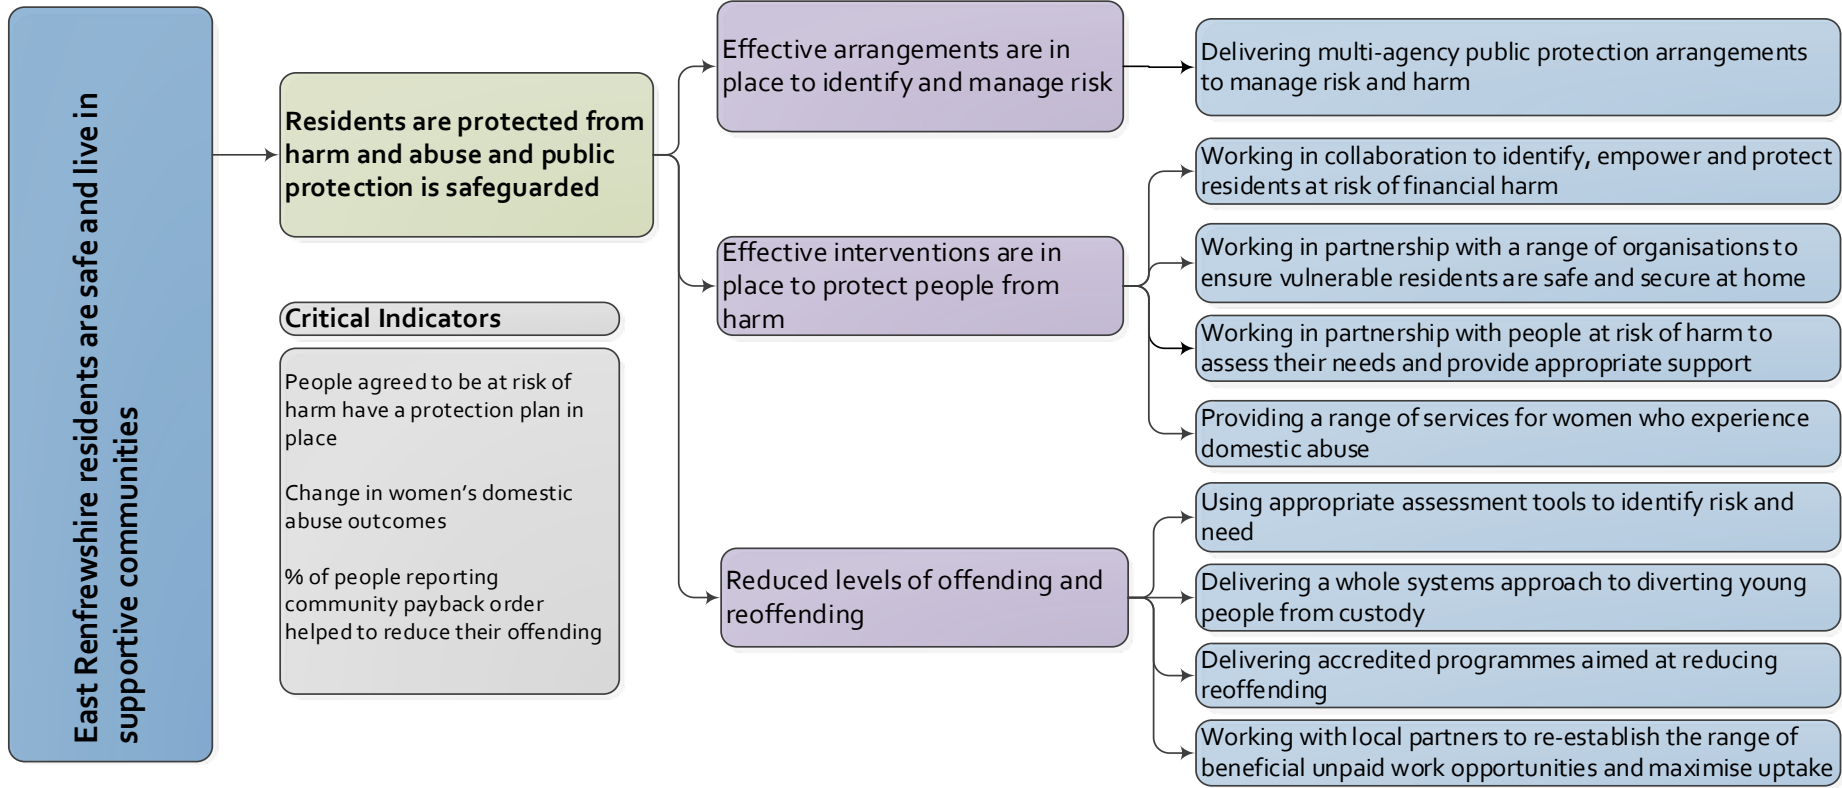 East Renfrewshire residents are safe and live in
supportive communities
Residents are protected from
harm and abuse and public
protection is safeguarded
Critical Indicators
People agreed to be at risk of
harm have a protection plan in
place
Change in women’s domestic
abuse outcomes
% of people reporting
community payback order
helped to reduce their offending
Effective arrangements are in
place to identify and manage risk
Effective interventions are in
place to protect people from
harm
Reduced levels of offending and
reoffending
Delivering multi-agency public protection arrangements
to manage risk and harm
Working in collaboration to identify, empower and protect
residents at risk of financial harm
Working in partnership with a range of organisations to
ensure vulnerable residents are safe and secure at home
Working in partnership with people at risk of harm to
assess their needs and provide appropriate support
Providing a range of services for women who experience
domestic abuse
Using appropriate assessment tools to identify risk and
need
Delivering a whole systems approach to diverting young
people from custody
Delivering accredited programmes aimed at reducing
reoffending
Working with local partners to re-establish the range of
beneficial unpaid work opportunities and maximise uptake